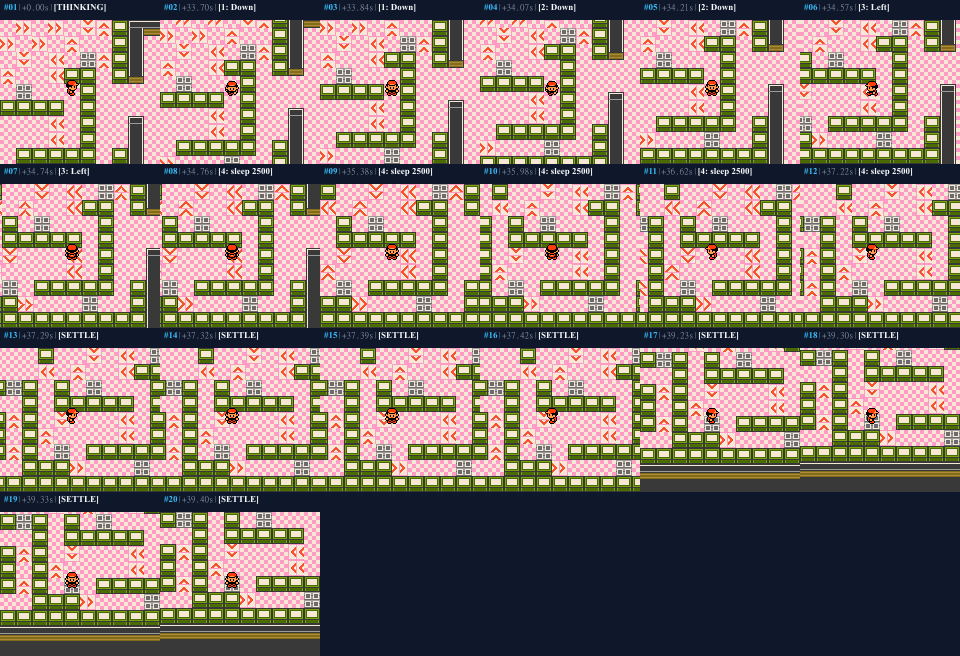 #01 | +0.00s | [THINKING]
#02 | +33.70s | [1: Down]
#03 | +33.84s | [1: Down]
#04 | +34.07s | [2: Down]
#05 | +34.21s | [2: Down]
#06 | +34.57s | [3: Left]
#07 | +34.74s | [3: Left]
#08 | +34.76s | [4: sleep 2500]
#09 | +35.38s | [4: sleep 2500]
#10 | +35.98s | [4: sleep 2500]
#11 | +36.62s | [4: sleep 2500]
#12 | +37.22s | [4: sleep 2500]
#13 | +37.29s | [SETTLE]
#14 | +37.32s | [SETTLE]
#15 | +37.39s | [SETTLE]
#16 | +37.42s | [SETTLE]
#17 | +39.23s | [SETTLE]
#18 | +39.30s | [SETTLE]
#19 | +39.33s | [SETTLE]
#20 | +39.40s | [SETTLE]